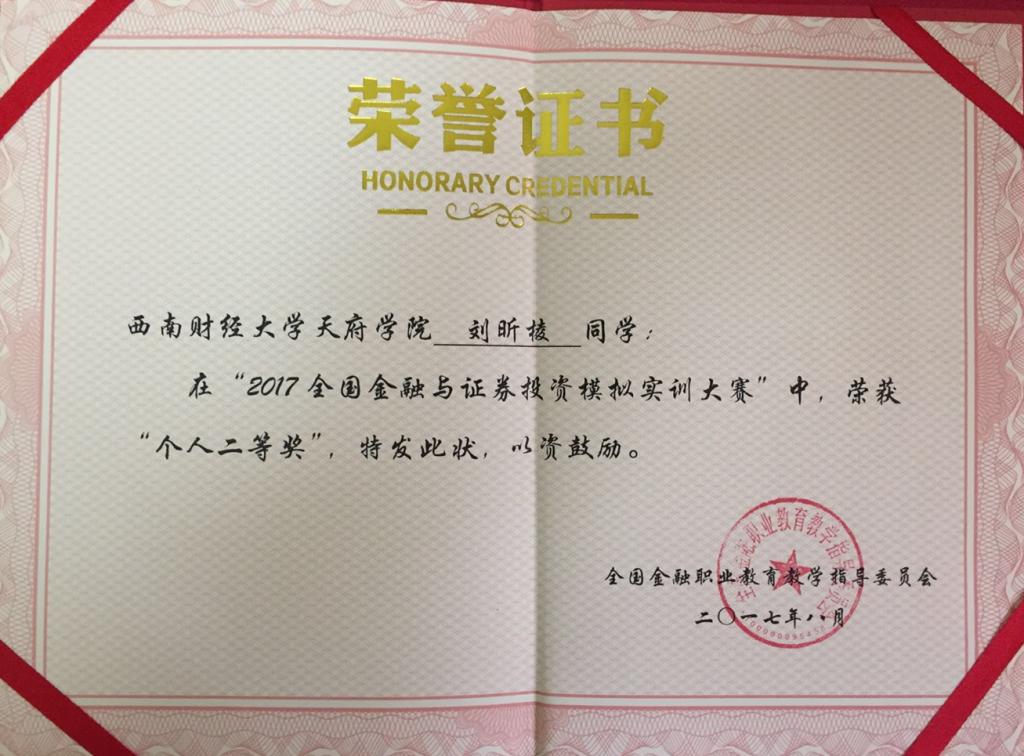 荣誉证书
HONORARY CREDENTIAL
西南财经大学天府学院 刘昕棱 同学：
在“2017全国金融与证券投资模拟实训大赛”中，荣获
“个人二等奖”，特发此状，以资鼓励。
全国金融职业教育教学指导委员会
二〇一七年八月